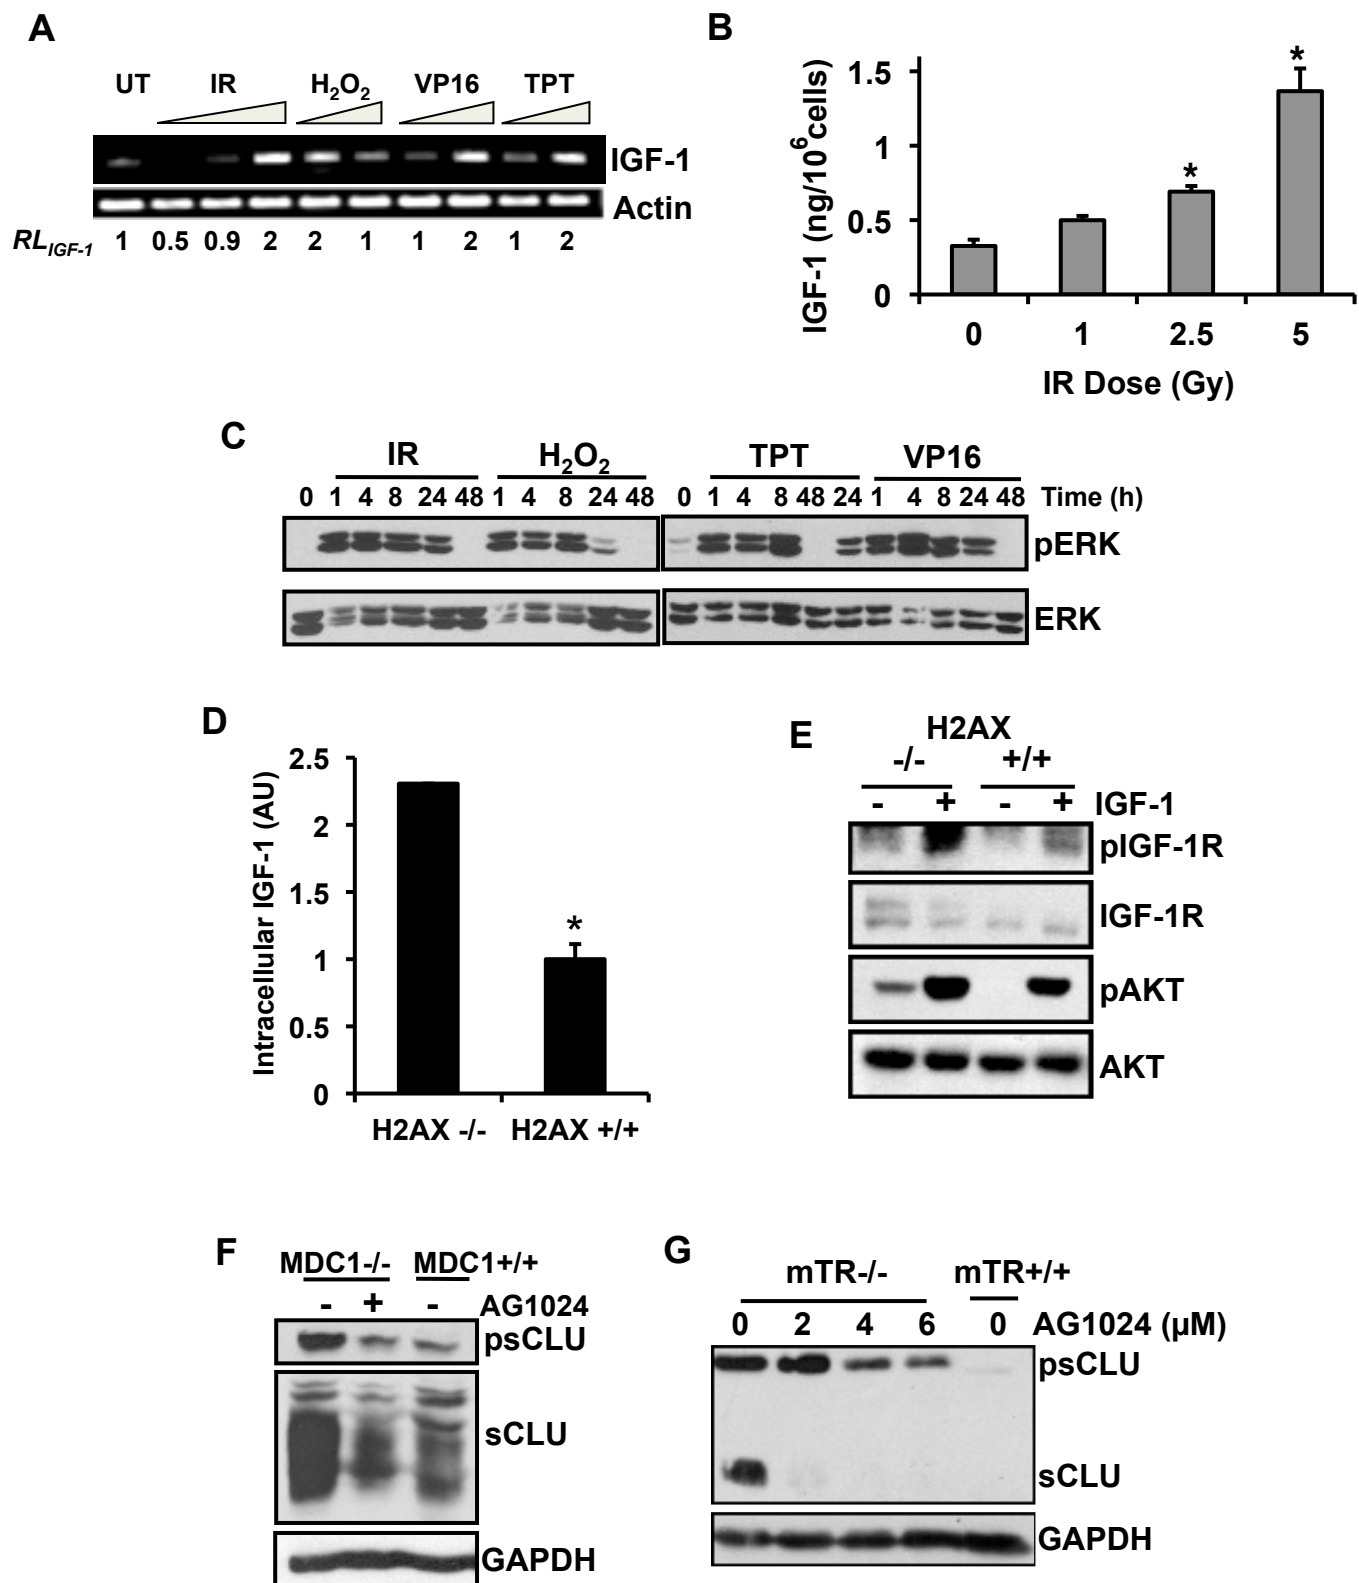 A
UT IR H2O2 VP16 TPT
IGF-1
Actin
RL IGF-1 1 0.5 0.9 2 2 1 1 2 1 2
B
IGF-1 (ng/10^6 cells)
1.5
1
0.5
0
* *
0 1 2.5 5
IR Dose (Gy)
C
IR H2O2 TPT VP16
0 1 4 8 24 48 1 4 8 24 48 0 1 4 8 48 24 1 4 8 24 48 Time (h)
pERK
ERK
D
Intracellular IGF-1 (AU)
2.5
2
1.5
1
0.5
0
*
H2AX -/- H2AX +/+
E
H2AX
-/- +/+
- + - + IGF-1
pIGF-1R
IGF-1R
pAKT
AKT
F
MDC1-/- MDC1+/+
- + - AG1024
psCLU
sCLU
GAPDH
G
mTR-/- mTR+/+
0 2 4 6 0 AG1024 (µM)
psCLU
sCLU
GAPDH